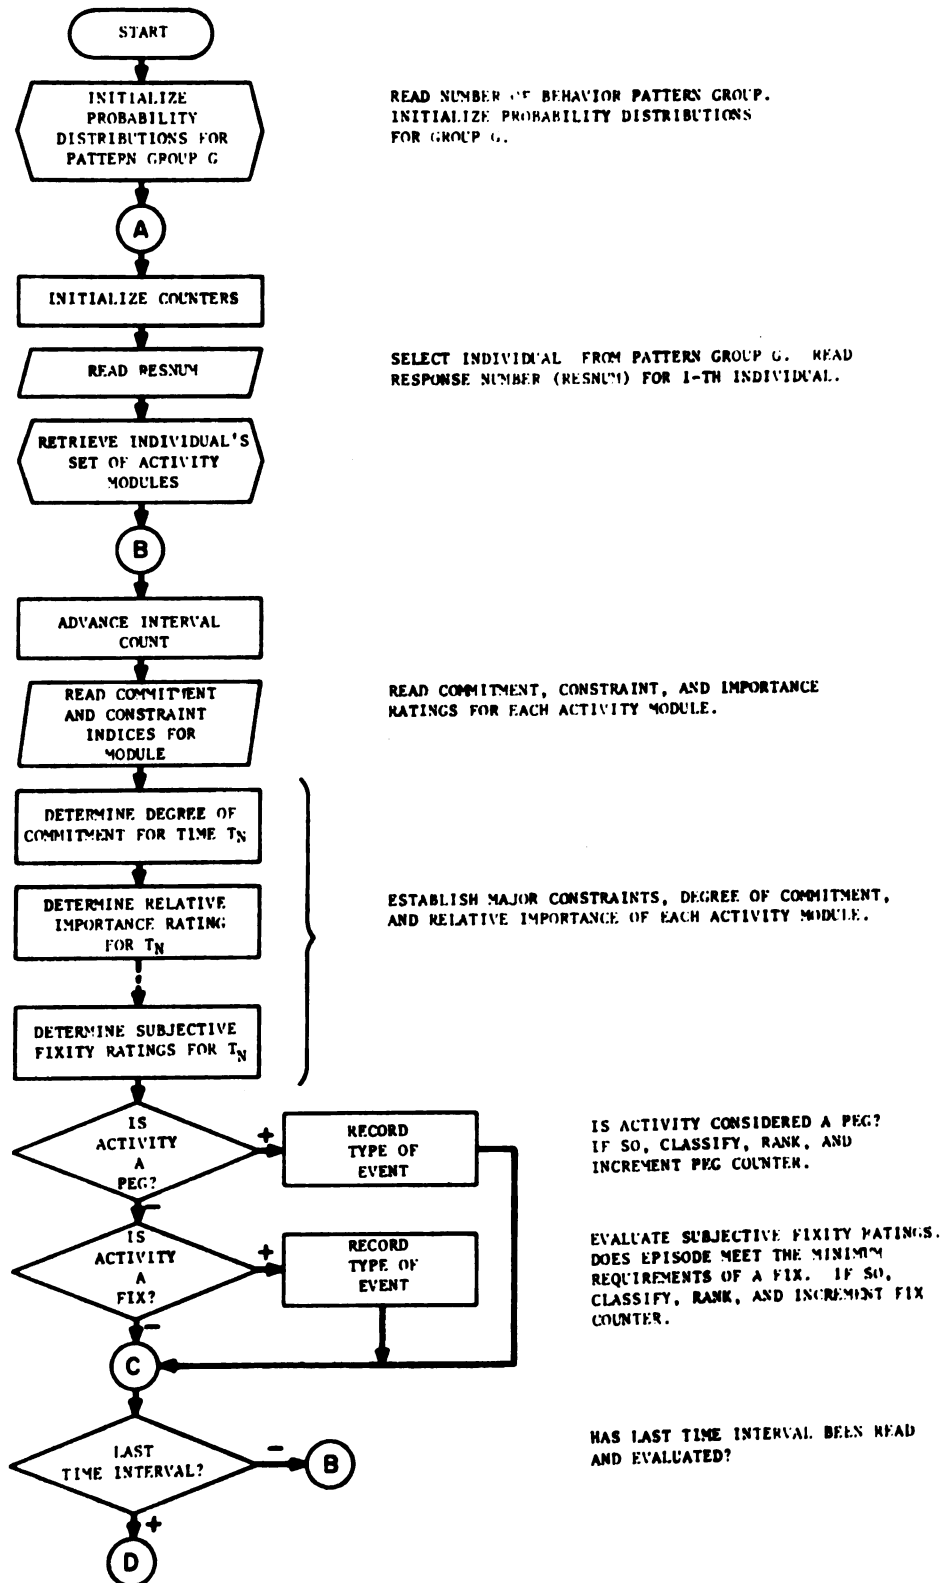 START
INITIALIZE
PROBABILITY
DISTRIBUTIONS FOR
PATTERN GROUP G
READ NUMBER OF BEHAVIOR PATTERN GROUP.
INITIALIZE PROBABILITY DISTRIBUTIONS
FOR GROUP G.
A
INITIALIZE COUNTERS
READ RESNUM
SELECT INDIVIDUAL FROM PATTERN GROUP G. READ
RESPONSE NUMBER (RESNUM) FOR I-TH INDIVIDUAL.
RETRIEVE INDIVIDUAL'S
SET OF ACTIVITY
MODULES
B
ADVANCE INTERVAL
COUNT
READ COMMITMENT
AND CONSTRAINT
INDICES FOR
MODULE
READ COMMITMENT, CONSTRAINT, AND IMPORTANCE
RATINGS FOR EACH ACTIVITY MODULE.
DETERMINE DEGREE OF
COMMITMENT FOR TIME TN
DETERMINE RELATIVE
IMPORTANCE RATING
FOR TN
ESTABLISH MAJOR CONSTRAINTS, DEGREE OF COMMITMENT,
AND RELATIVE IMPORTANCE OF EACH ACTIVITY MODULE.
DETERMINE SUBJECTIVE
FIXITY RATINGS FOR TN
IS
ACTIVITY
A
PEG?
+
-
RECORD
TYPE OF
EVENT
IS ACTIVITY CONSIDERED A PEG?
IF SO, CLASSIFY, RANK, AND
INCREMENT PEG COUNTER.
IS
ACTIVITY
A
FIX?
+
-
RECORD
TYPE OF
EVENT
EVALUATE SUBJECTIVE FIXITY RATINGS.
DOES EPISODE MEET THE MINIMUM
REQUIREMENTS OF A FIX. IF SO,
CLASSIFY, RANK, AND INCREMENT FIX
COUNTER.
C
LAST
TIME INTERVAL?
-
B
HAS LAST TIME INTERVAL BEEN READ
AND EVALUATED?
+
D